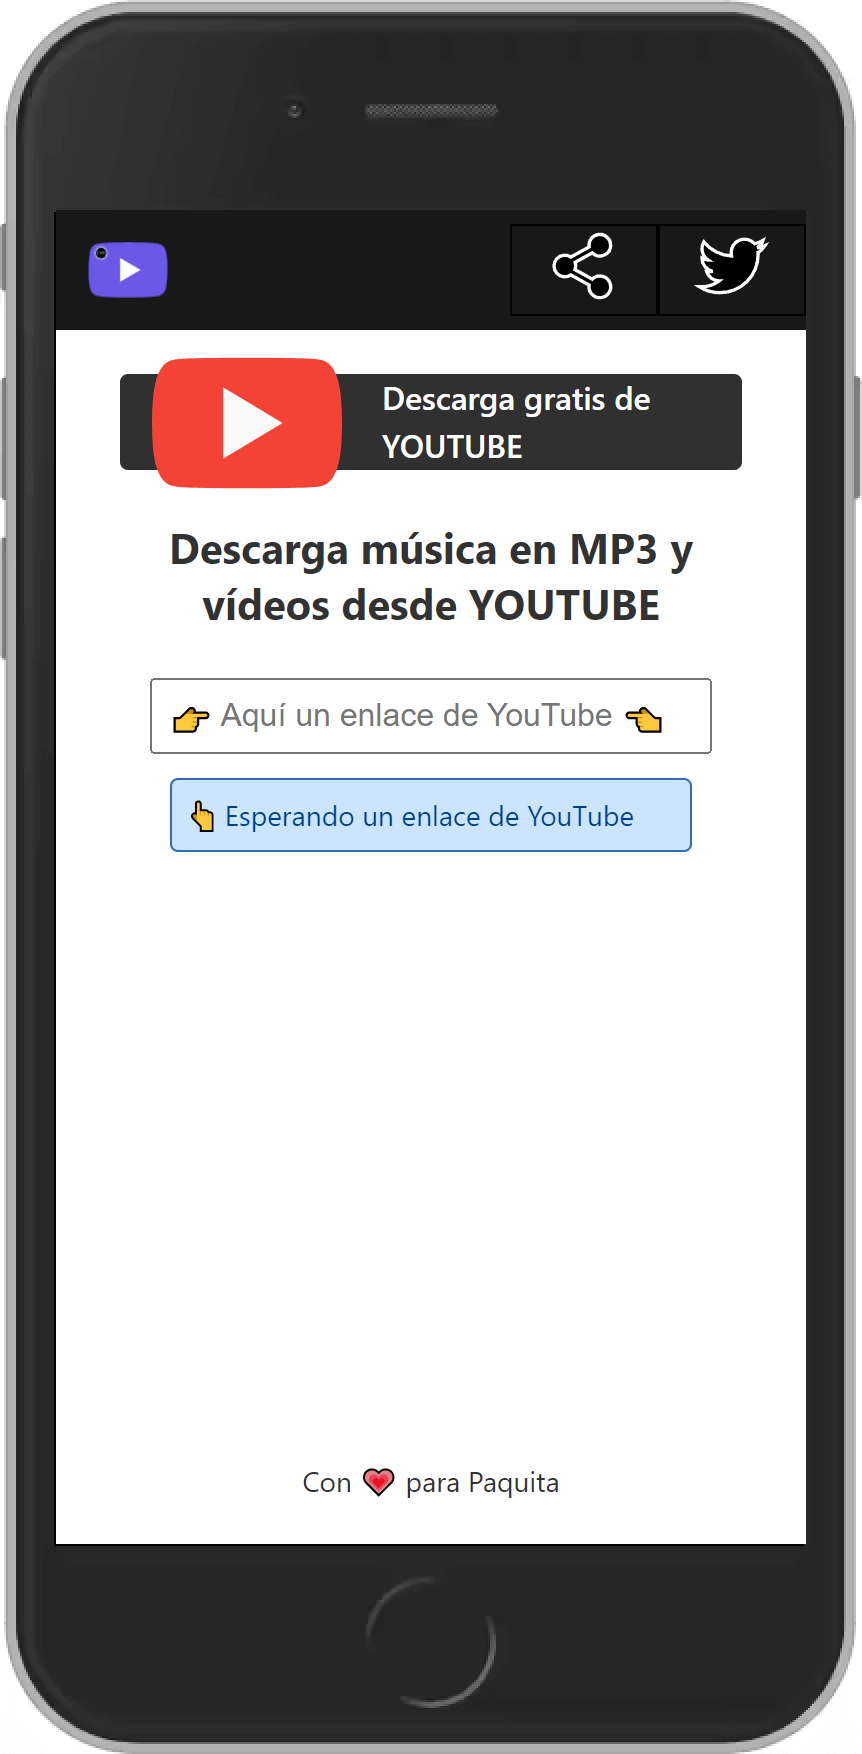 Descarga gratis de
YOUTUBE
Descarga música en MP3 y
vídeos desde YOUTUBE
👉 Aquí un enlace de YouTube 👈
👆 Esperando un enlace de YouTube
Con 💗 para Paquita